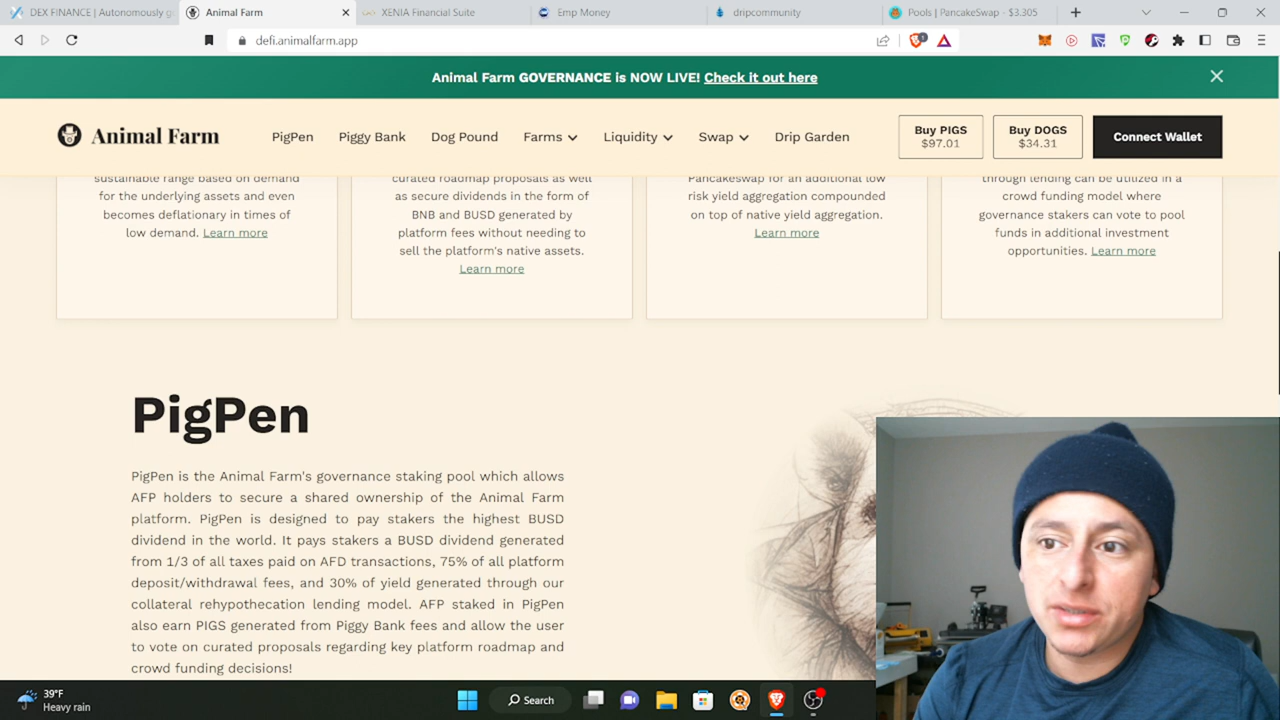 DEX FINANCE | Autonomously g
Animal Farm
XENIA Financial Suite
Emp Money
dripcommunity
Pools | PancakeSwap - $3.305
defi.animalfarm.app
Animal Farm GOVERNANCE is NOW LIVE! Check it out here
Animal Farm
PigPen
Piggy Bank
Dog Pound
Farms
Liquidity
Swap
Drip Garden
Buy PIGS
$97.01
Buy DOGS
$34.31
Connect Wallet
sustainable range based on demand
for the underlying assets and even
becomes deflationary in times of
low demand. Learn more
curated roadmap proposals as well
as secure dividends in the form of
BNB and BUSD generated by
platform fees without needing to
sell the platform's native assets.
Learn more
Pancakeswap for an additional low
risk yield aggregation compounded
on top of native yield aggregation.
Learn more
through lending can be utilized in a
crowd funding model where
governance stakers can vote to pool
funds in additional investment
opportunities. Learn more
PigPen
PigPen is the Animal Farm's governance staking pool which allows
AFP holders to secure a shared ownership of the Animal Farm
platform. PigPen is designed to pay stakers the highest BUSD
dividend in the world. It pays stakers a BUSD dividend generated
from 1/3 of all taxes paid on AFD transactions, 75% of all platform
deposit/withdrawal fees, and 30% of yield generated through our
collateral rehypothecation lending model. AFP staked in PigPen
also earn PIGS generated from Piggy Bank fees and allow the user
to vote on curated proposals regarding key platform roadmap and
crowd funding decisions!
39°F
Heavy rain
Search